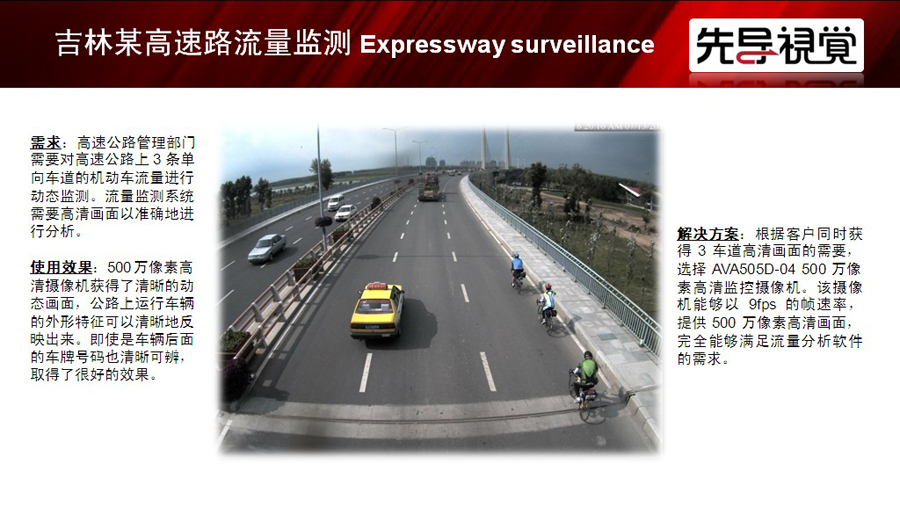 吉林某高速路流量监测 Expressway surveillance
先导視覺
需求：高速公路管理部门
需要对高速公路上 3 条单
向车道的机动车流量进行
动态监测。流量监测系统
需要高清画面以准确地进
行分析。
使用效果：500 万像素高
清摄像机获得了清晰的动
态画面，公路上运行车辆
的外形特征可以清晰地反
映出来。即使是车辆后面
的车牌号码也清晰可辨，
取得了很好的效果。
解决方案：根据客户同时获
得 3 车道高清画面的需要，
选择 AVA505D-04 500 万像
素高清监控摄像机。该摄像
机能够以 9fps 的帧速率，
提供 500 万像素高清画面，
完全能够满足流量分析软件
的需求。